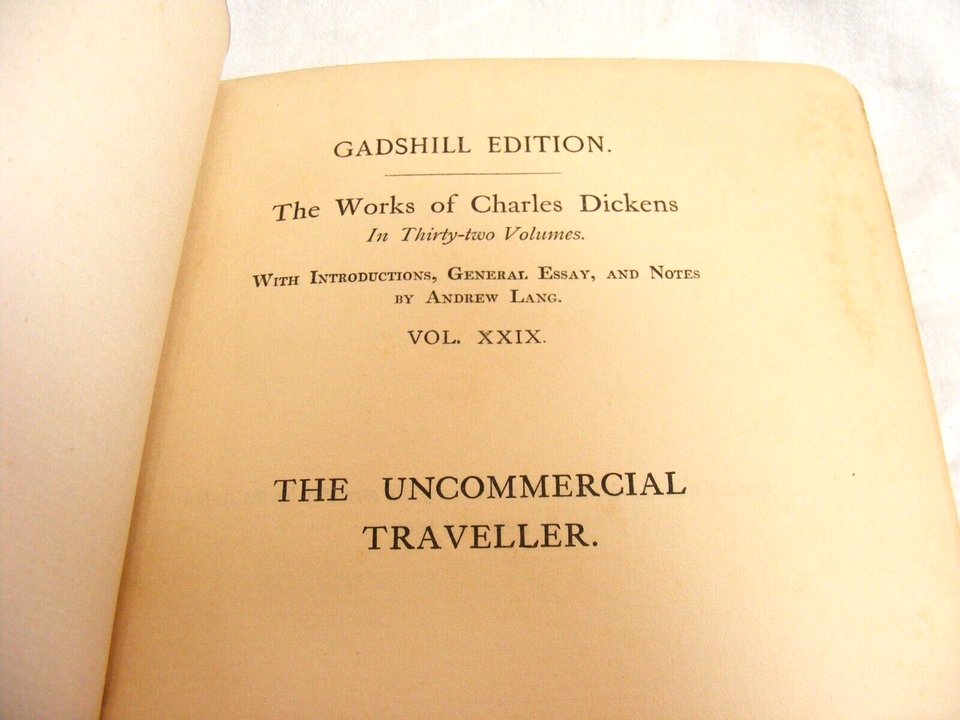 GADSHILL EDITION.
The Works of Charles Dickens
In Thirty-two Volumes.
With Introductions, General Essay, and Notes
by Andrew Lang.
VOL. XXIX.
THE UNCOMMERCIAL
TRAVELLER.